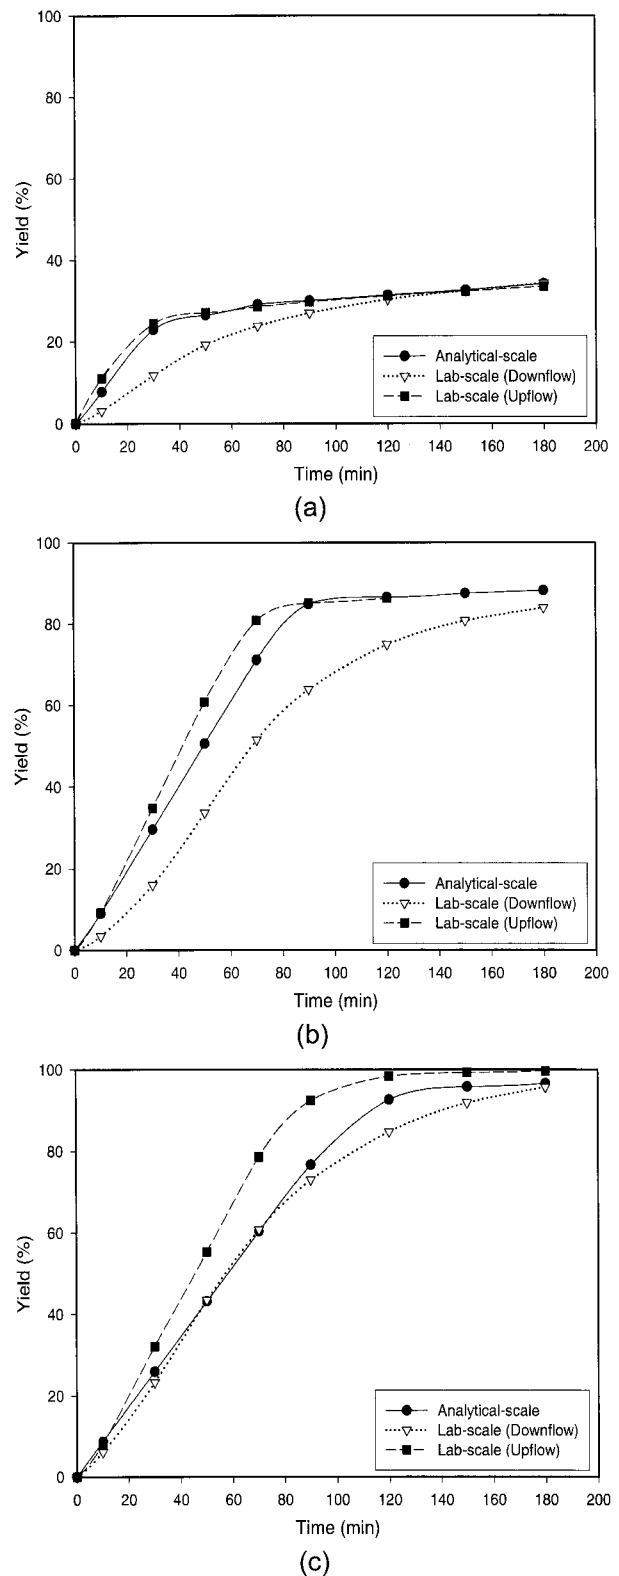 100
80
60
40
20
0
Yield (%)
Analytical-scale
Lab-scale (Downflow)
Lab-scale (Upflow)
0 20 40 60 80 100 120 140 160 180 200
Time (min)
(a)
100
80
60
40
20
0
Yield (%)
Analytical-scale
Lab-scale (Downflow)
Lab-scale (Upflow)
0 20 40 60 80 100 120 140 160 180 200
Time (min)
(b)
100
80
60
40
20
0
Yield (%)
Analytical-scale
Lab-scale (Downflow)
Lab-scale (Upflow)
0 20 40 60 80 100 120 140 160 180 200
Time (min)
(c)